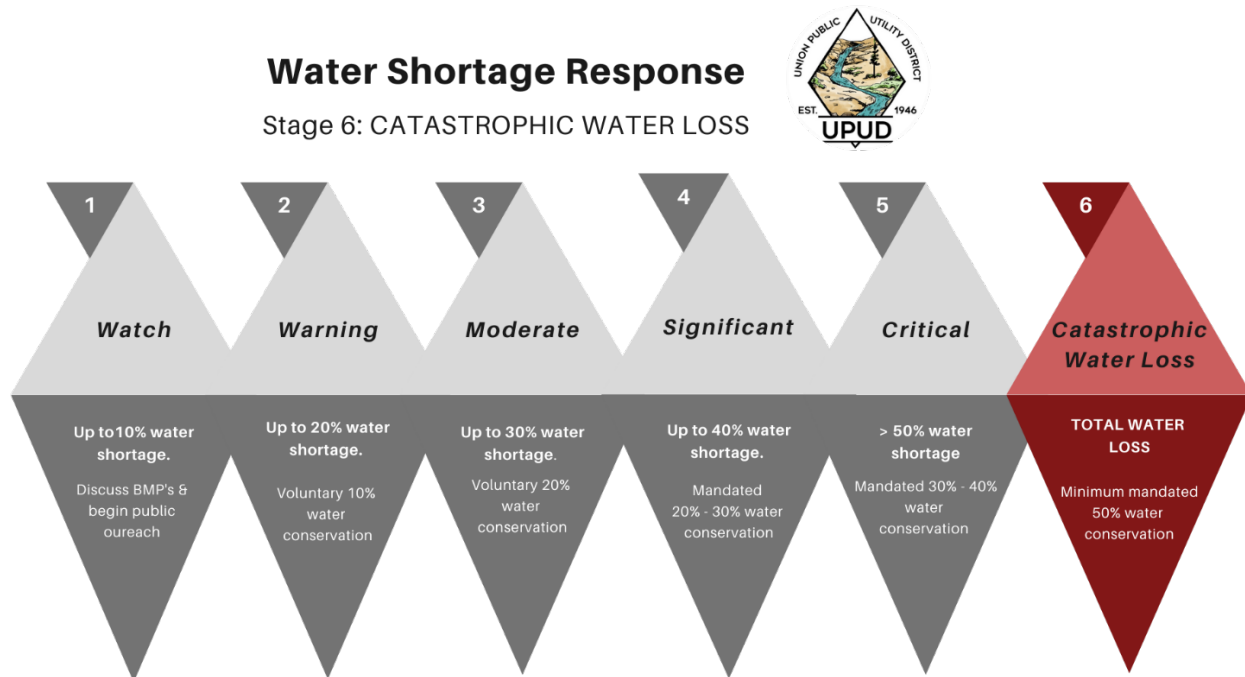 Water Shortage Response
Stage 6: CATASTROPHIC WATER LOSS
UNION PUBLIC UTILITY DISTRICT
EST. 1946
UPUD
1
Watch
Up to10% water
shortage.
Discuss BMP's &
begin public
oureach
2
Warning
Up to 20% water
shortage.
Voluntary 10%
water
conservation
3
Moderate
Up to 30% water
shortage.
Voluntary 20%
water
conservation
4
Significant
Up to 40% water
shortage.
Mandated
20% - 30% water
conservation
5
Critical
> 50% water
shortage
Mandated 30% - 40%
water
conservation
6
Catastrophic
Water Loss
TOTAL WATER
LOSS
Minimum mandated
50% water
conservation